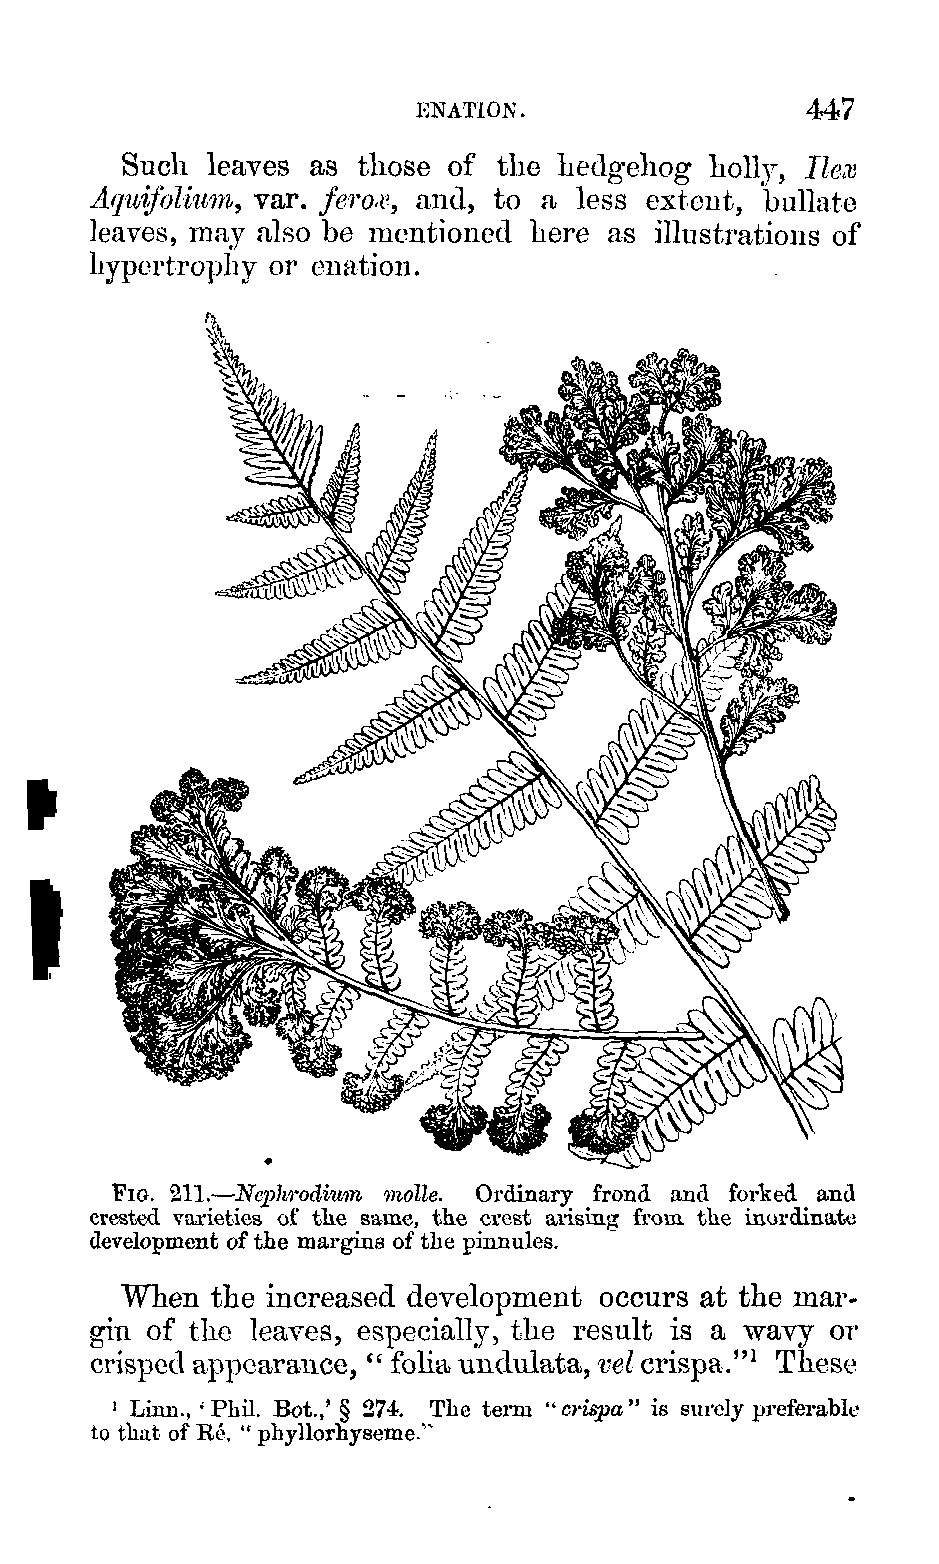 ENATION. 447
Such leaves as those of the hedgehog holly, Ilex
Aquifolium, var. ferox, and, to a less extent, bullate
leaves, may also be mentioned here as illustrations of
hypertrophy or enation.
FIG. 211.—Nephrodium molle. Ordinary frond and forked and
crested varieties of the same, the crest arising from the inordinate
development of the margins of the pinnules.
When the increased development occurs at the mar-
gin of the leaves, especially, the result is a wavy or
crisped appearance, “ folia undulata, vel crispa.”¹ These
¹ Linn., ‘ Phil. Bot.,’ § 274. The term “crispa” is surely preferable
to that of Ré, “ phyllorhyseme.”